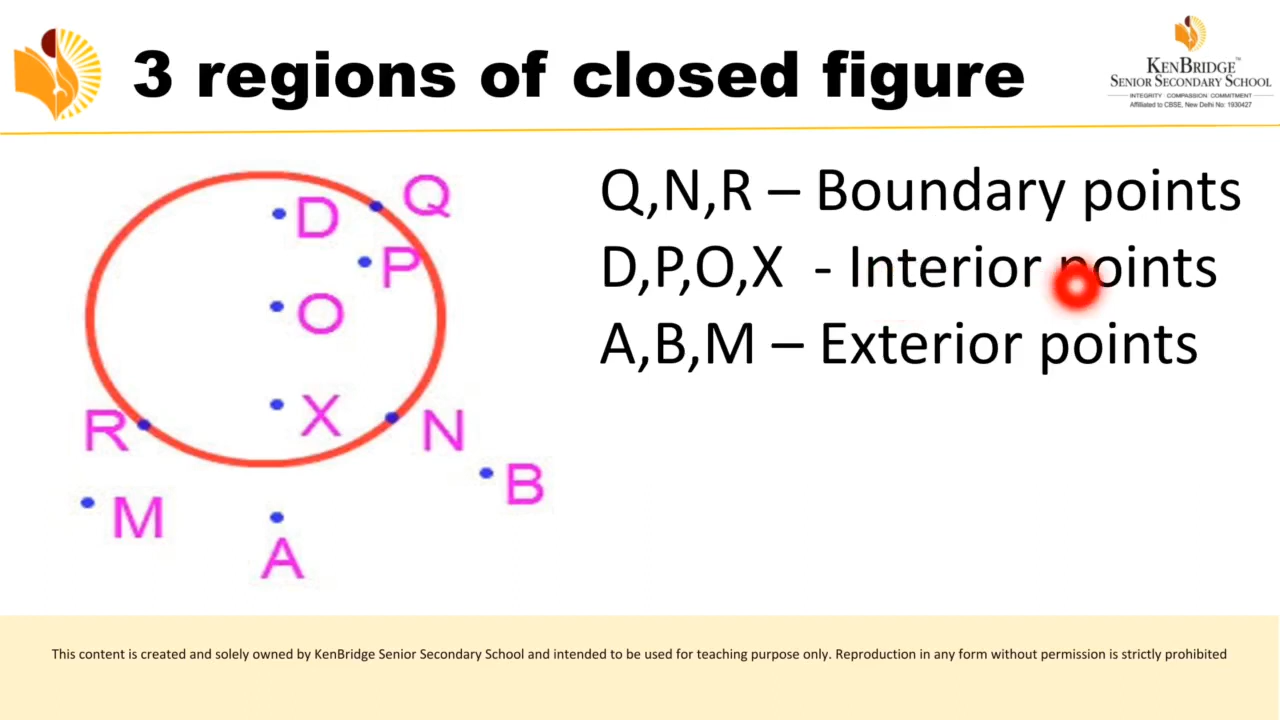 3 regions of closed figure
KENBRIDGE™
SENIOR SECONDARY SCHOOL
INTEGRITY | COMPASSION | COMMITMENT
Affiliated to CBSE, New Delhi No: 1930427
Q,N,R – Boundary points
D,P,O,X - Interior points
A,B,M – Exterior points
D
Q
P
O
X
R
N
B
M
A
This content is created and solely owned by KenBridge Senior Secondary School and intended to be used for teaching purpose only. Reproduction in any form without permission is strictly prohibited